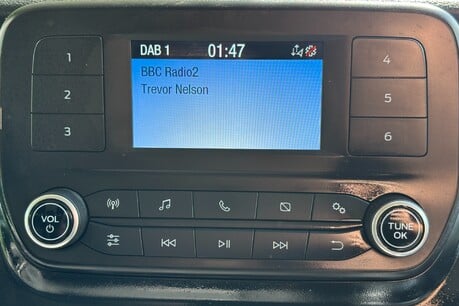 DAB 1 01:47
BBC Radio2
Trevor Nelson
1
2
3
4
5
6
VOL
TUNE
OK